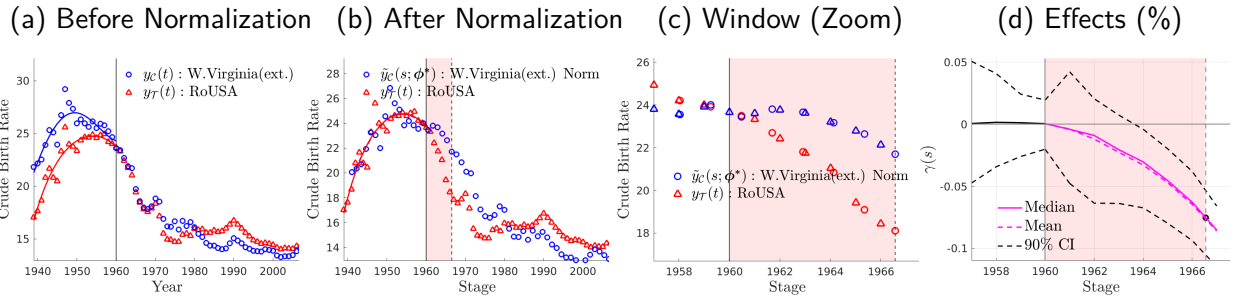 (a) Before Normalization
(b) After Normalization
(c) Window (Zoom)
(d) Effects (%)
Crude Birth Rate
30
25
20
15
1940 1950 1960 1970 1980 1990 2000
Year
y_C(t) : W.Virginia(ext.)
y_T(t) : RoUSA
Crude Birth Rate
28
26
24
22
20
18
16
14
1940 1950 1960 1970 1980 1990 2000
Stage
ỹ_C(s; ϕ*) : W.Virginia(ext.) Norm
y_T(t) : RoUSA
Crude Birth Rate
26
24
22
20
18
1958 1960 1962 1964 1966
Stage
ỹ_C(s; ϕ*) : W.Virginia(ext.) Norm
y_T(t) : RoUSA
γ(s)
0.05
0
-0.05
-0.1
1958 1960 1962 1964 1966
Stage
Median
Mean
90% CI